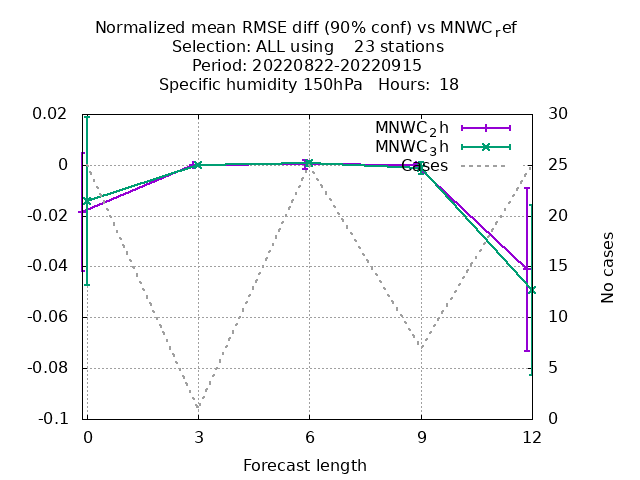 Normalized mean RMSE diff (90% conf) vs MNWC_ref
Selection: ALL using    23 stations
Period: 20220822-20220915
Specific humidity 150hPa   Hours:  18
0.02
0
-0.02
-0.04
-0.06
-0.08
-0.1
30
25
20
15
10
5
0
MNWC_2h
MNWC_3h
Cases
No cases
0
3
6
9
12
Forecast length